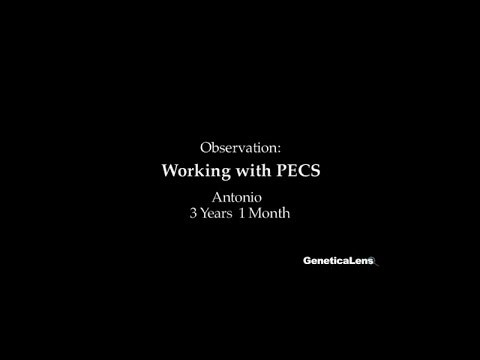 Observation:
Working with PECS
Antonio
3 Years 1 Month
GeneticaLens